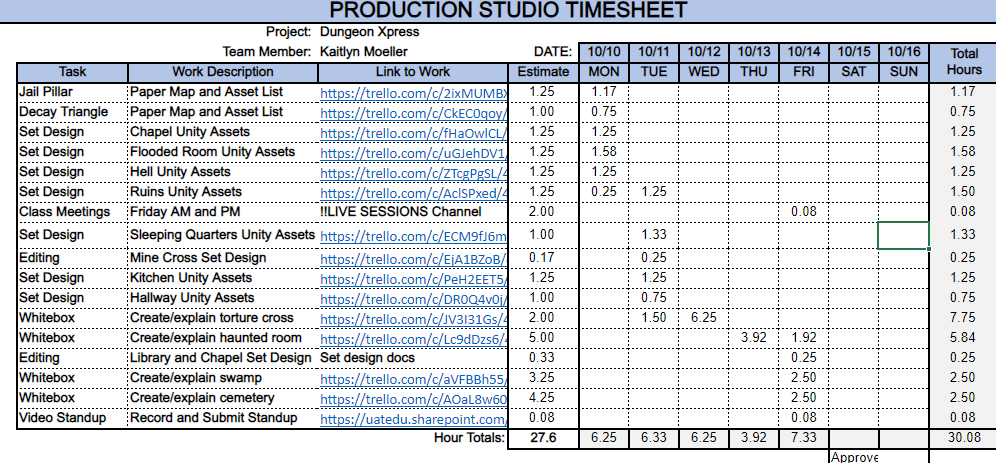 PRODUCTION STUDIO TIMESHEET
Project: Dungeon Xpress
Team Member: Kaitlyn Moeller DATE: 10/10 10/11 10/12 10/13 10/14 10/15 10/16 Total Hours
Task Work Description Link to Work Estimate MON TUE WED THU FRI SAT SUN
Jail Pillar Paper Map and Asset List https://trello.com/c/2ixMUMB 1.25 1.17 1.17
Decay Triangle Paper Map and Asset List https://trello.com/c/CkEC0qoy/ 1.00 0.75 0.75
Set Design Chapel Unity Assets https://trello.com/c/fHaOwlCL/ 1.25 1.25 1.25
Set Design Flooded Room Unity Assets https://trello.com/c/uGJehDV1/ 1.25 1.58 1.58
Set Design Hell Unity Assets https://trello.com/c/ZTcgPgSL/4 1.25 1.25 1.25
Set Design Ruins Unity Assets https://trello.com/c/AclSPxed/4 1.25 0.25 1.25 1.50
Class Meetings Friday AM and PM !!LIVE SESSIONS Channel 2.00 0.08 0.08
Set Design Sleeping Quarters Unity Assets https://trello.com/c/ECM9fJ6m 1.00 1.33 1.33
Editing Mine Cross Set Design https://trello.com/c/EjA1BZoB/ 0.17 0.25 0.25
Set Design Kitchen Unity Assets https://trello.com/c/PeH2EET5/ 1.25 1.25 1.25
Set Design Hallway Unity Assets https://trello.com/c/DR0Q4v0j/ 1.00 0.75 0.75
Whitebox Create/explain torture cross https://trello.com/c/JV3I31Gs/4 2.00 1.50 6.25 7.75
Whitebox Create/explain haunted room https://trello.com/c/Lc9dDzs6/4 5.00 3.92 1.92 5.84
Editing Library and Chapel Set Design Set design docs 0.33 0.25 0.25
Whitebox Create/explain swamp https://trello.com/c/aVFBBh55/ 3.25 2.50 2.50
Whitebox Create/explain cemetery https://trello.com/c/AOaL8w60 4.25 2.50 2.50
Video Standup Record and Submit Standup https://uatedu.sharepoint.com/ 0.08 0.08 0.08
Hour Totals: 27.6 6.25 6.33 6.25 3.92 7.33 30.08
Approve